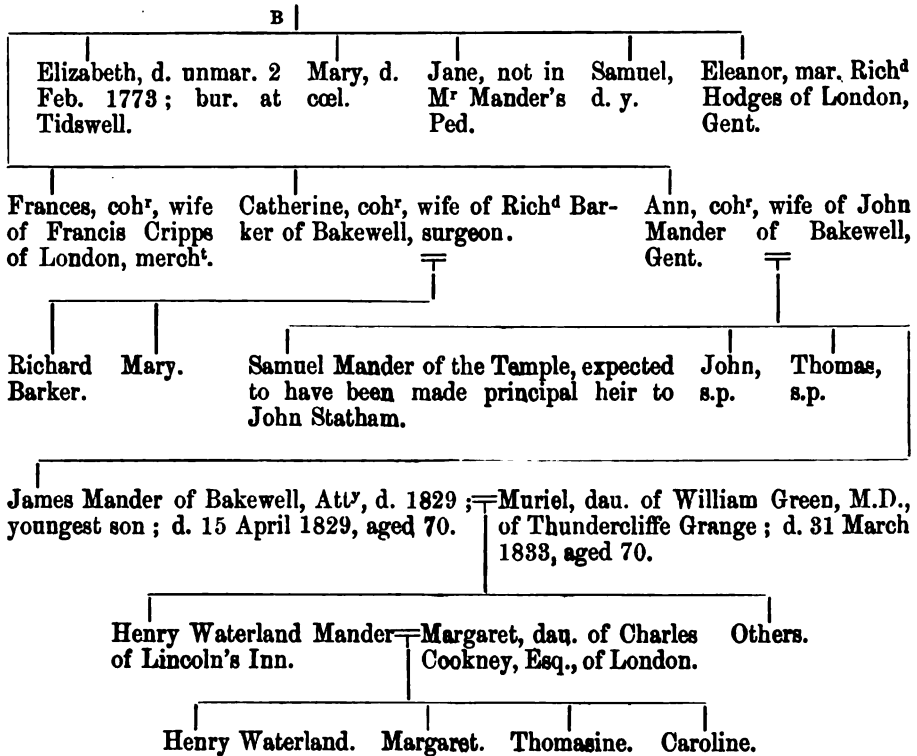 B
Elizabeth, d. unmar. 2
Feb. 1773; bur. at
Tidswell.
Mary, d.
cœl.
Jane, not in
Mʳ Mander's
Ped.
Samuel,
d. y.
Eleanor, mar. Richᵈ
Hodges of London,
Gent.
Frances, cohʳ, wife
of Francis Cripps
of London, merchᵗ.
Catherine, cohʳ, wife of Richᵈ Bar-
ker of Bakewell, surgeon.
Ann, cohʳ, wife of John
Mander of Bakewell,
Gent.
Richard
Barker.
Mary.
Samuel Mander of the Temple, expected
to have been made principal heir to
John Statham.
John,
s.p.
Thomas,
s.p.
James Mander of Bakewell, Attʸ, d. 1829;
youngest son; d. 15 April 1829, aged 70.
Muriel, dau. of William Green, M.D.,
of Thundercliffe Grange; d. 31 March
1833, aged 70.
Henry Waterland Mander
of Lincoln's Inn.
Margaret, dau. of Charles
Cookney, Esq., of London.
Others.
Henry Waterland.
Margaret.
Thomasine.
Caroline.